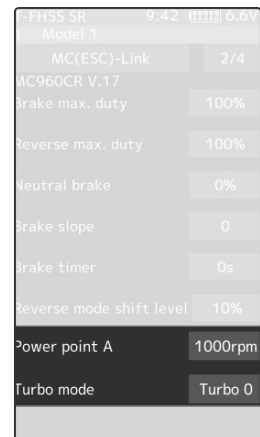 T-FHSS SR 9:42 6.6V
1 Model 1
MC(ESC)-Link 2/4
MC960CR V.17
Brake max. duty 100%
Reverse max. duty 100%
Neutral brake 0%
Brake slope 0
Brake timer 0s
Reverse mode shift level 10%
Power point A 1000rpm
Turbo mode Turbo 0